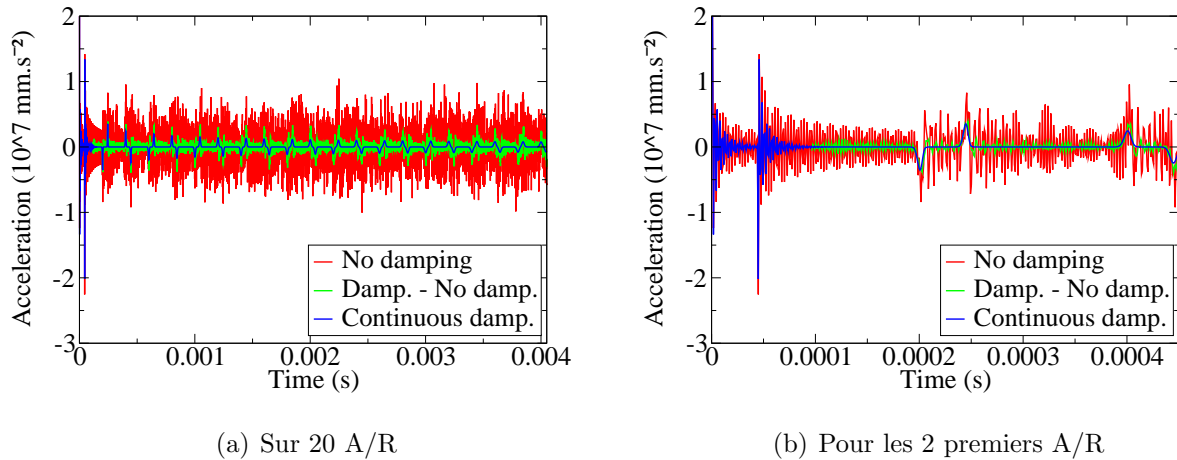 Acceleration (10^7 mm.s⁻²)
2
1
0
-1
-2
-3
No damping
Damp. - No damp.
Continuous damp.
0
0.001
0.002
0.003
0.004
Time (s)
(a) Sur 20 A/R
Acceleration (10^7 mm.s⁻²)
2
1
0
-1
-2
-3
No damping
Damp. - No damp.
Continuous damp.
0
0.0001
0.0002
0.0003
0.0004
Time (s)
(b) Pour les 2 premiers A/R